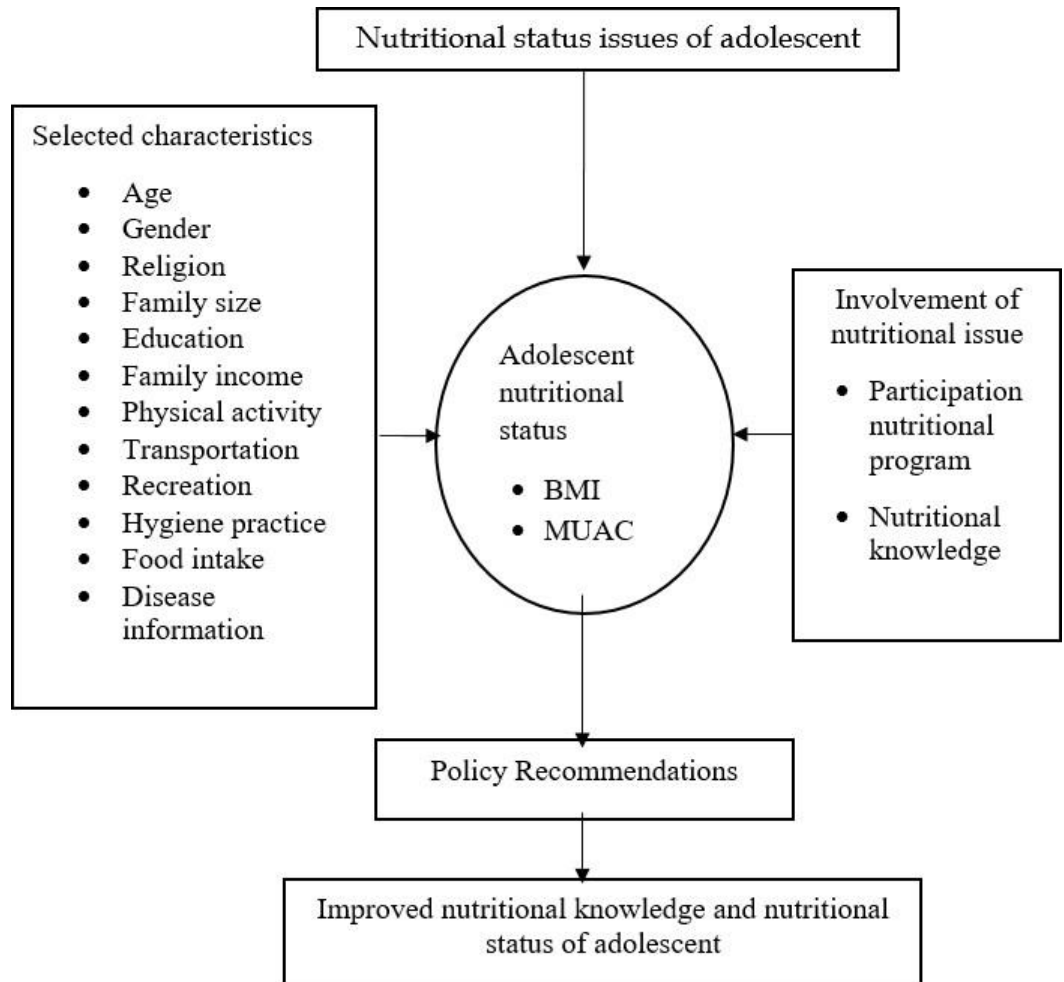 Nutritional status issues of adolescent
Selected characteristics
• Age
• Gender
• Religion
• Family size
• Education
• Family income
• Physical activity
• Transportation
• Recreation
• Hygiene practice
• Food intake
• Disease
information
Adolescent
nutritional
status
• BMI
• MUAC
Involvement of
nutritional issue
• Participation
nutritional
program
• Nutritional
knowledge
Policy Recommendations
Improved nutritional knowledge and nutritional
status of adolescent